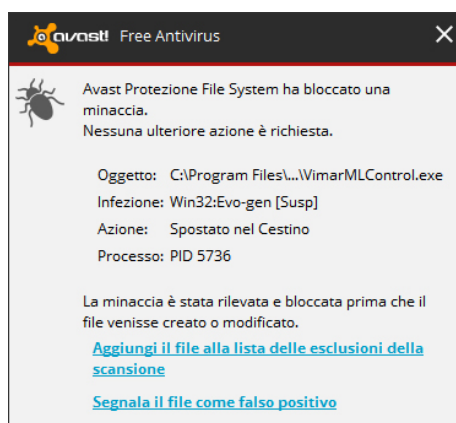 avast! Free Antivirus
Avast Protezione File System ha bloccato una
minaccia.
Nessuna ulteriore azione è richiesta.
Oggetto: C:\Program Files\...\VimarMLControl.exe
Infezione: Win32:Evo-gen [Susp]
Azione: Spostato nel Cestino
Processo: PID 5736
La minaccia è stata rilevata e bloccata prima che il
file venisse creato o modificato.
Aggiungi il file alla lista delle esclusioni della
scansione
Segnala il file come falso positivo